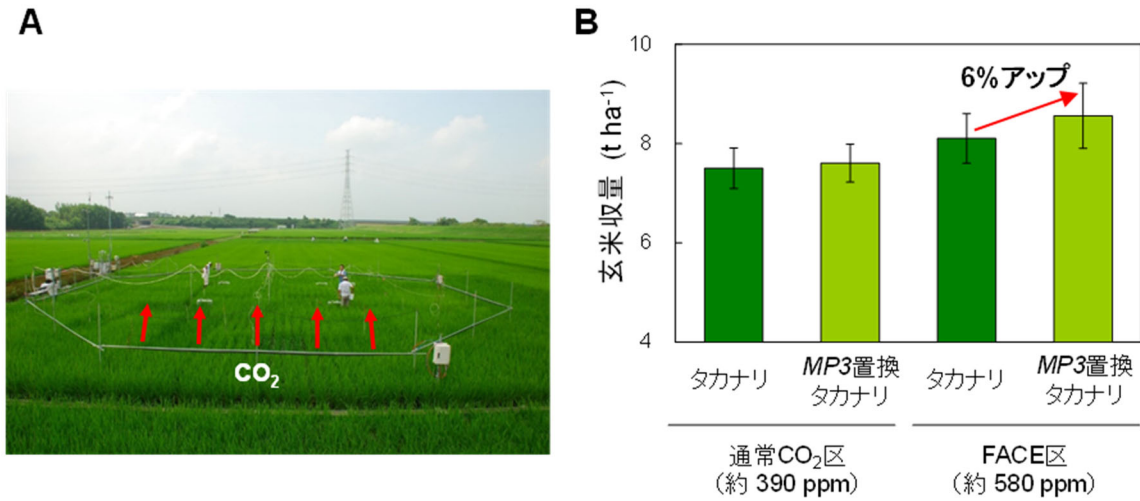 A
CO₂
B
玄米収量 (t ha⁻¹)
10
8
6
4
6%アップ
タカナリ
MP3置換
タカナリ
タカナリ
MP3置換
タカナリ
通常CO₂区
(約 390 ppm)
FACE区
(約 580 ppm)